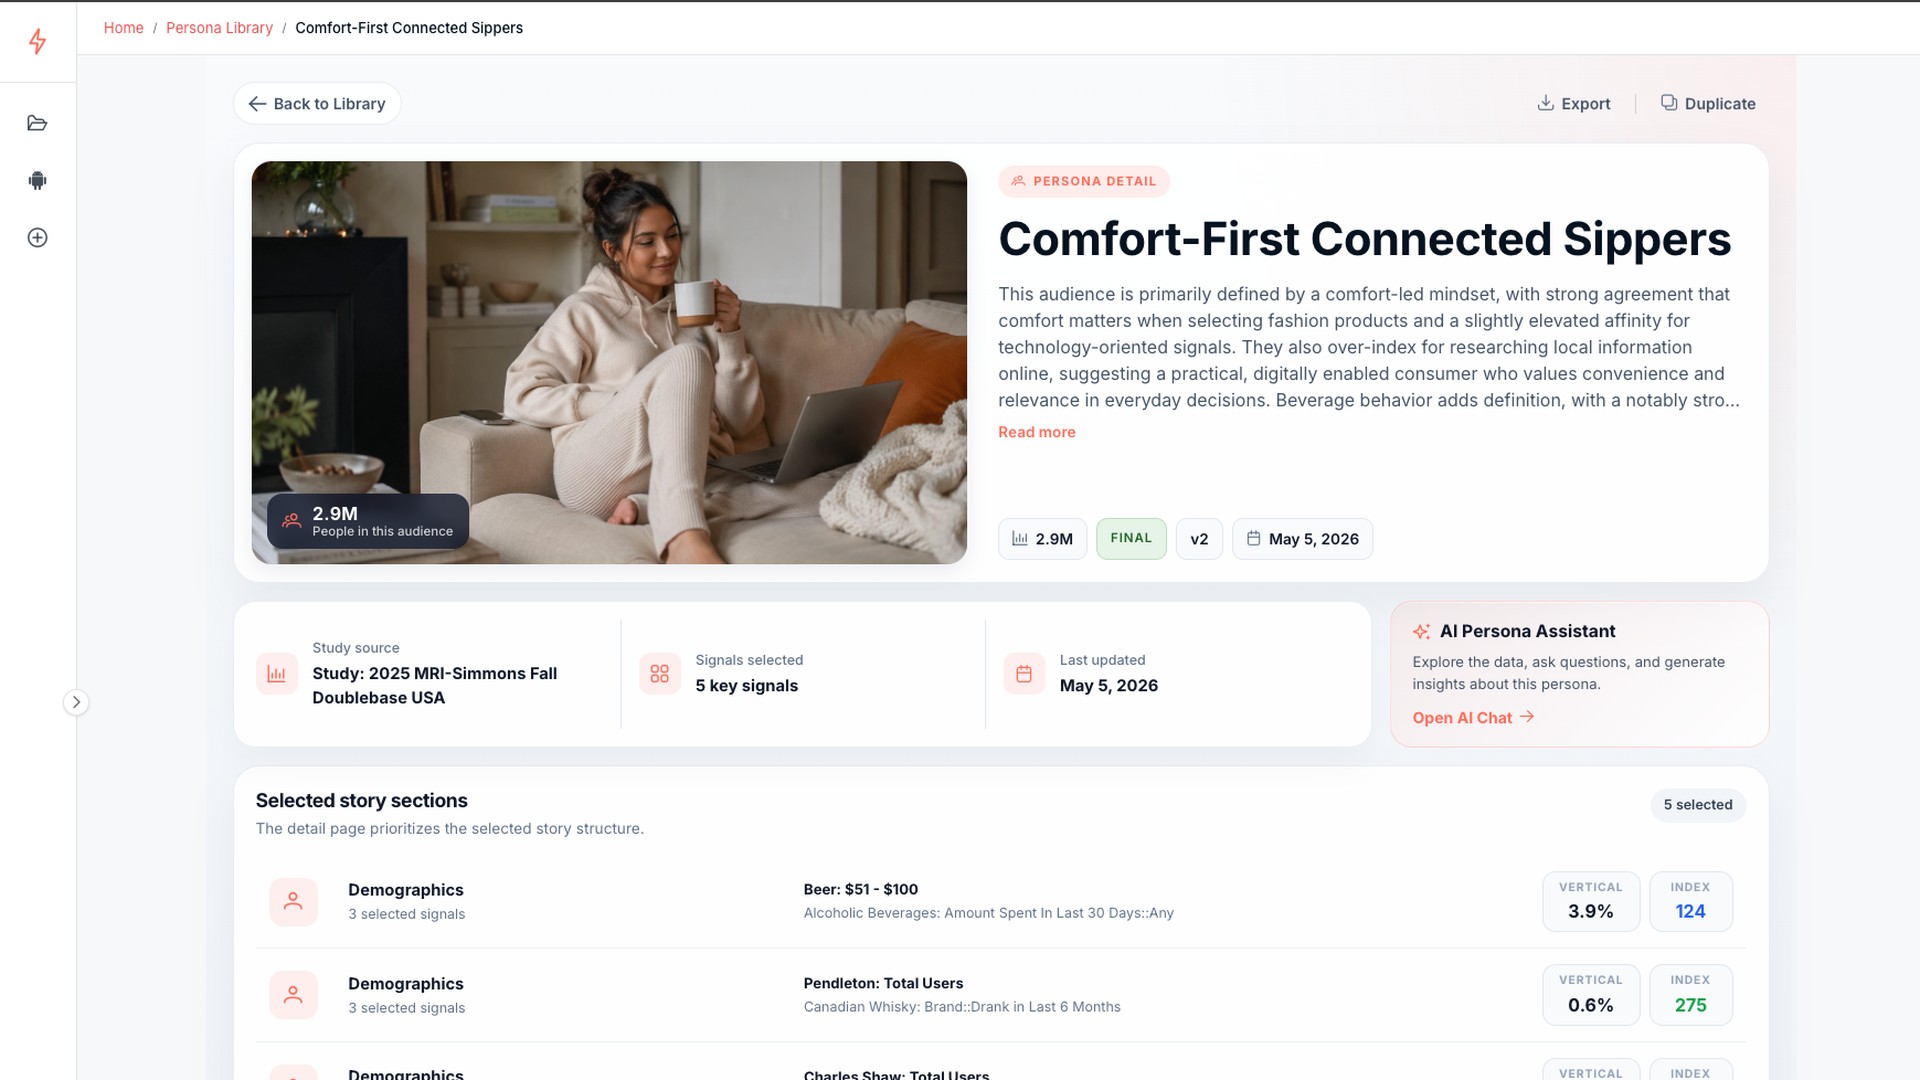 Home / Persona Library / Comfort-First Connected Sippers
Back to Library
Export
Duplicate
2.9M
People in this audience
PERSONA DETAIL
Comfort-First Connected Sippers
This audience is primarily defined by a comfort-led mindset, with strong agreement that
comfort matters when selecting fashion products and a slightly elevated affinity for
technology-oriented signals. They also over-index for researching local information
online, suggesting a practical, digitally enabled consumer who values convenience and
relevance in everyday decisions. Beverage behavior adds definition, with a notably stro...
Read more
2.9M
FINAL
v2
May 5, 2026
Study source
Study: 2025 MRI-Simmons Fall
Doublebase USA
Signals selected
5 key signals
Last updated
May 5, 2026
AI Persona Assistant
Explore the data, ask questions, and generate
insights about this persona.
Open AI Chat
Selected story sections
The detail page prioritizes the selected story structure.
5 selected
Demographics
3 selected signals
Beer: $51 - $100
Alcoholic Beverages: Amount Spent In Last 30 Days::Any
VERTICAL
3.9%
INDEX
124
Demographics
3 selected signals
Pendleton: Total Users
Canadian Whisky: Brand::Drank in Last 6 Months
VERTICAL
0.6%
INDEX
275
Demographics
Charles Shaw: Total Users
VERTICAL
INDEX